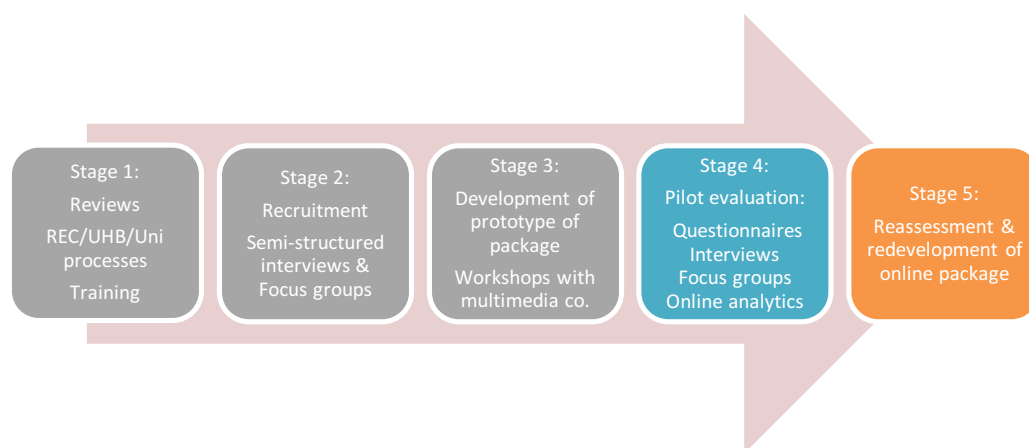 Stage 1:
Reviews
REC/UHB/Uni
processes
Training
Stage 2:
Recruitment
Semi-structured
interviews &
Focus groups
Stage 3:
Development of
prototype of
package
Workshops with
multimedia co.
Stage 4:
Pilot evaluation:
Questionnaires
Interviews
Focus groups
Online analytics
Stage 5:
Reassessment &
redevelopment of
online package